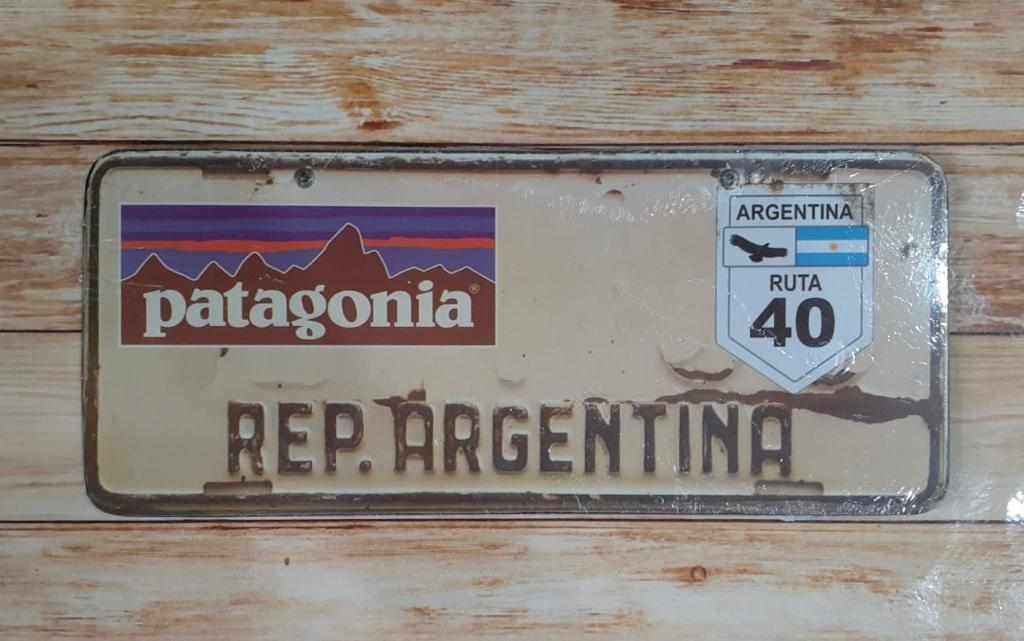 patagonia®
ARGENTINA
RUTA
40
REP. ARGENTINA